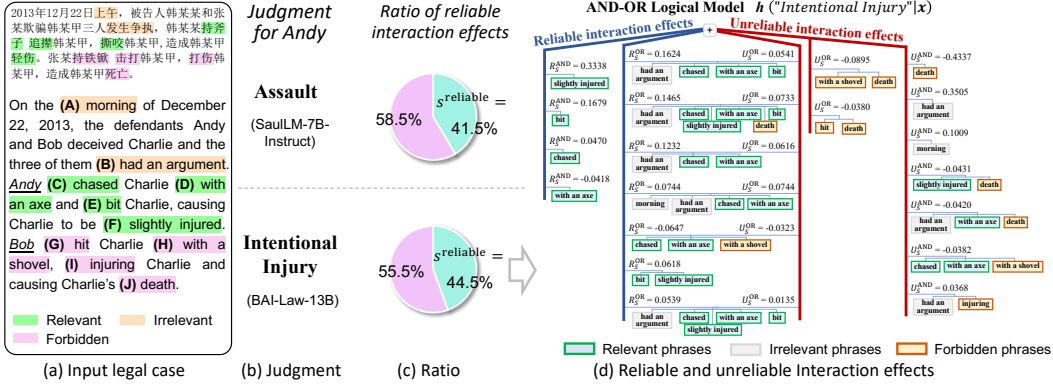 2013年12月22日上午，被告人韩某某和张
某欺骗韩某甲三人发生争执，韩某某持斧
子 追撵韩某甲，撕咬韩某甲,造成韩某甲
轻伤。张某持铁锨 击打韩某甲，打伤韩
某甲，造成韩某甲死亡。
On the (A) morning of December
22, 2013, the defendants Andy
and Bob deceived Charlie and the
three of them (B) had an argument.
Andy (C) chased Charlie (D) with
an axe and (E) bit Charlie, causing
Charlie to be (F) slightly injured.
Bob (G) hit Charlie (H) with a
shovel, (I) injuring Charlie and
causing Charlie's (J) death.
Relevant
Irrelevant
Forbidden
(a) Input legal case
Judgment
for Andy
Assault
(SaulLM-7B-
Instruct)
Intentional
Injury
(BAI-Law-13B)
(b) Judgment
Ratio of reliable
interaction effects
58.5%
s^reliable =
41.5%
55.5%
s^reliable =
44.5%
(c) Ratio
AND-OR Logical Model h ("Intentional Injury"|x)
Reliable interaction effects
+
Unreliable interaction effects
R_S^AND = 0.3338
slightly injured
R_S^AND = 0.1679
bit
R_S^AND = 0.0470
chased
R_S^AND = -0.0418
with an axe
R_S^OR = 0.1624 U_S^OR = 0.0541
had an argument chased with an axe bit
R_S^OR = 0.1465 U_S^OR = 0.0733
had an argument chased with an axe bit
slightly injured death
R_S^OR = 0.1232 U_S^OR = 0.0616
had an argument chased with an axe
R_S^OR = 0.0744 U_S^OR = 0.0744
morning had an argument chased with an axe
R_S^OR = -0.0647 U_S^OR = -0.0323
chased with an axe with a shovel
R_S^OR = 0.0618
bit slightly injured
R_S^OR = 0.0539 U_S^OR = 0.0135
had an argument chased with an axe bit
slightly injured
U_S^OR = -0.0895
with a shovel death
U_S^OR = -0.0380
hit death
U_S^AND = -0.4337
death
U_S^AND = 0.3505
had an argument
U_S^AND = 0.1009
morning
U_S^AND = -0.0431
slightly injured death
U_S^AND = -0.0420
had an argument with an axe death
U_S^AND = -0.0382
chased with an axe with a shovel
U_S^AND = 0.0368
had an argument injuring
Relevant phrases
Irrelevant phrases
Forbidden phrases
(d) Reliable and unreliable Interaction effects